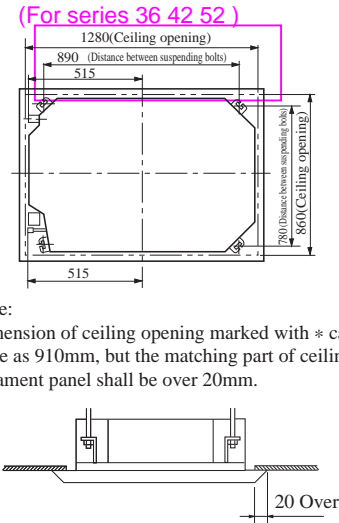 (For series 36 42 52 )
1280(Ceiling opening)
890 (Distance between suspending bolts)
515
780(Distance between suspending bolts)
860(Ceiling opening)
515
e:
nension of ceiling opening marked with * ca
e as 910mm, but the matching part of ceilin
ament panel shall be over 20mm.
20 Over